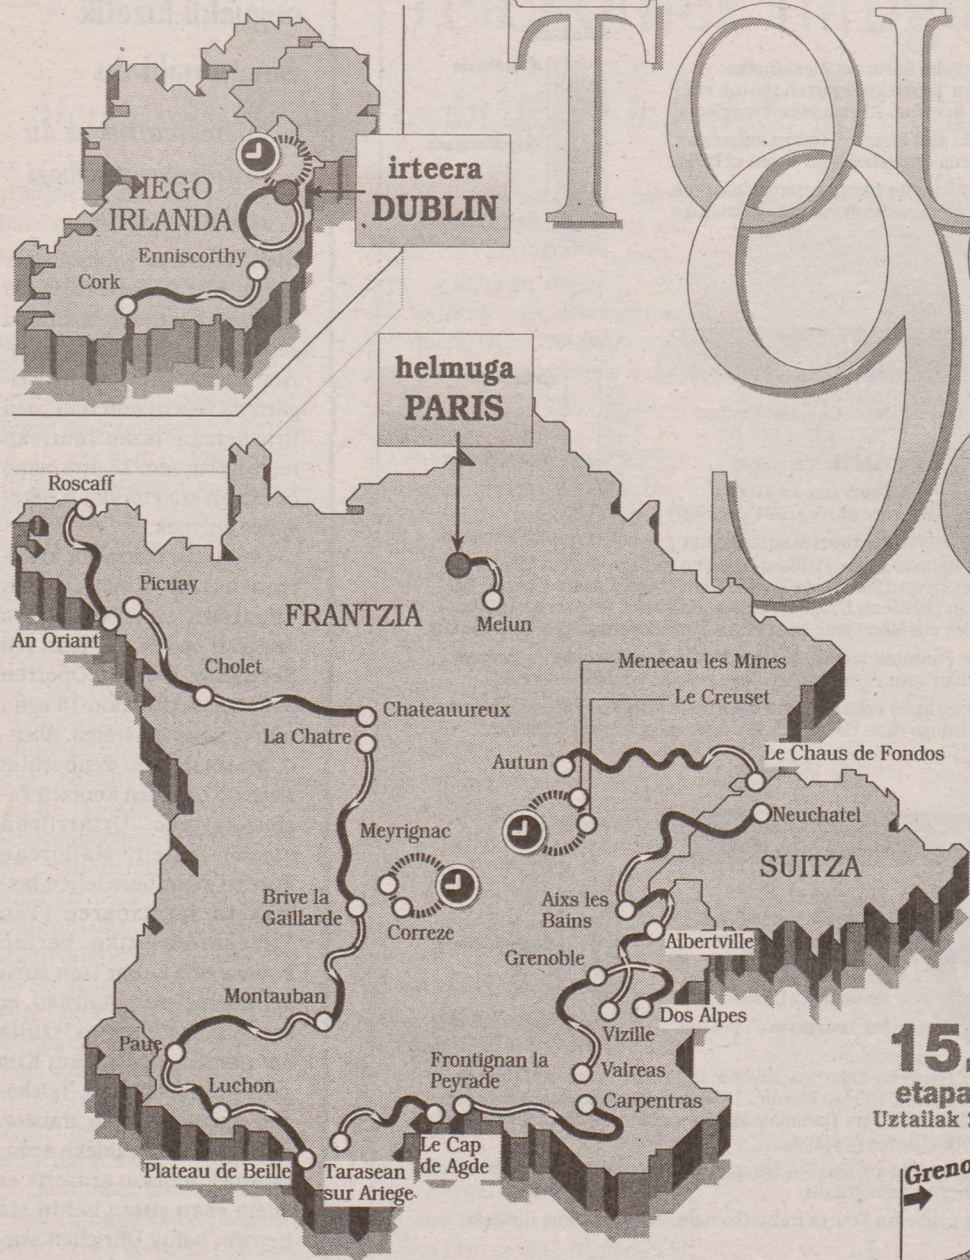 TOU
9
HEGO
IRLANDA
irteera
DUBLIN
Enniscorthy
Cork
helmuga
PARIS
Roscaff
Picuay
FRANTZIA
Melun
An Oriant
Cholet
Meneeau les Mines
Le Creuset
Chateauureux
La Chatre
Autun
Le Chaus de Fondos
Neuchatel
Meyrignac
SUITZA
Brive la
Gaillarde
Correze
Aixs les
Bains
Albertville
Grenoble
Montauban
Dos Alpes
Vizille
Paue
Frontignan la
Peyrade
Valreas
Luchon
Carpentras
Plateau de Beille
Tarasean
sur Ariege
Le Cap
de Agde
15.
etapa
Uztailak
Greno